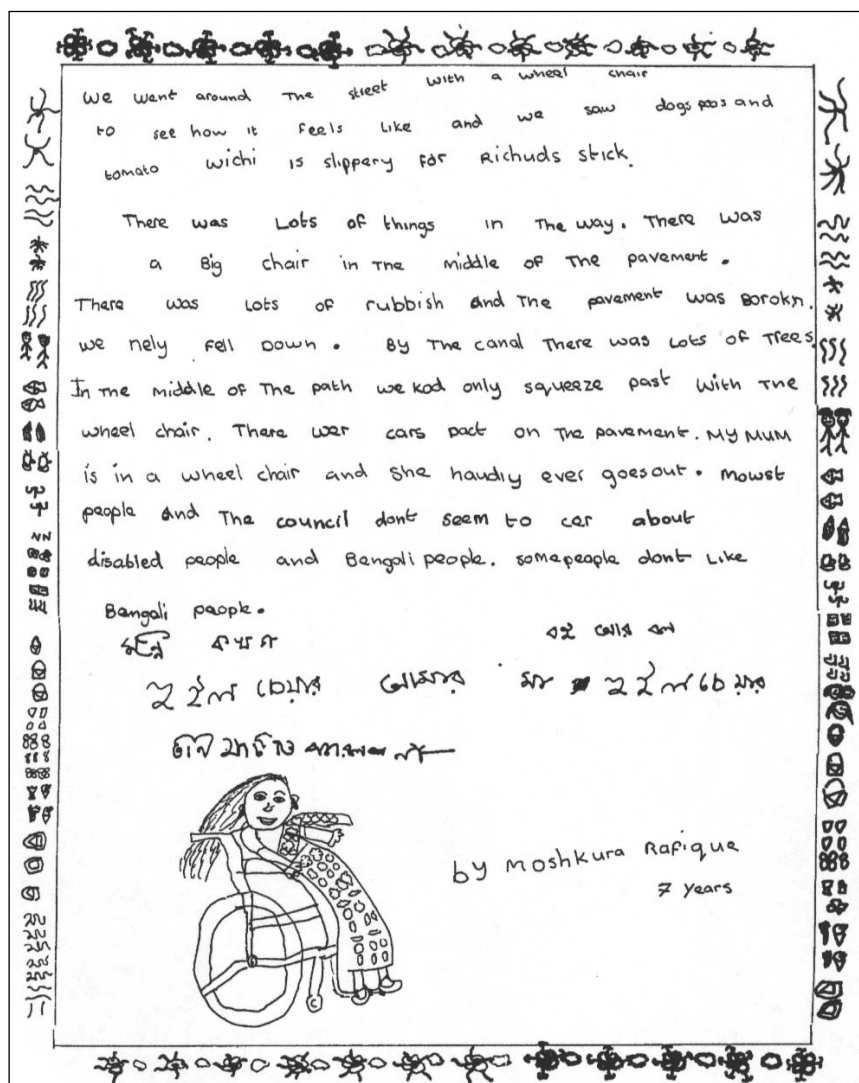 We went around The street with a wheel chair
to see how it Feels Like and we saw dogs poos and
tomato wichi is slippery for Richuds stick.
There was Lots of things in The way. There was
a Big chair in The middle of The pavement.
There was Lots of rubbish and The pavement was Borokn.
we nely fell Down. By The canal There was Lots of Trees.
In The middle of The path we kod only squeeze past with The
wheel chair. There wer cars pact on The pavement. My MUM
is in a wheel chair and she haudly ever goes out. Mowst
people and The council dont seem to cer about
disabled people and Bengali people. some people dont Like
Bangali people.
by Moshkura Rafique
7 years